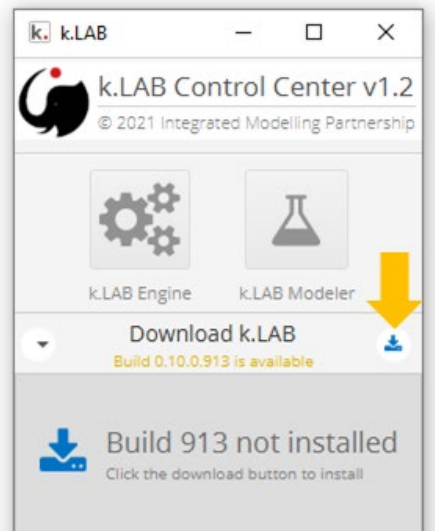 k. k.LAB
k.LAB Control Center v1.2
© 2021 Integrated Modelling Partnership
k.LAB Engine k.LAB Modeler
Download k.LAB
Build 0.10.0.913 is available
Build 913 not installed
Click the download button to install